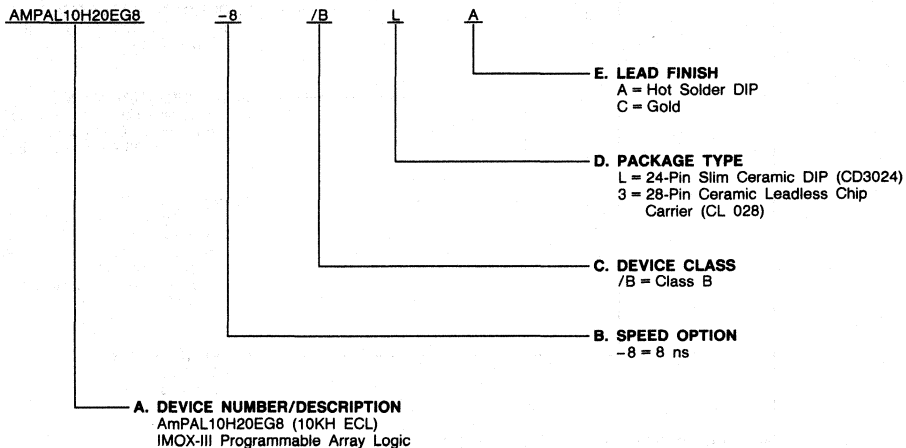 AMPAL10H20EG8 -8 /B L A
E. LEAD FINISH
A = Hot Solder DIP
C = Gold
D. PACKAGE TYPE
L = 24-Pin Slim Ceramic DIP (CD3024)
3 = 28-Pin Ceramic Leadless Chip
Carrier (CL 028)
C. DEVICE CLASS
/B = Class B
B. SPEED OPTION
-8 = 8 ns
A. DEVICE NUMBER/DESCRIPTION
AmPAL10H20EG8 (10KH ECL)
IMOX-III Programmable Array Logic